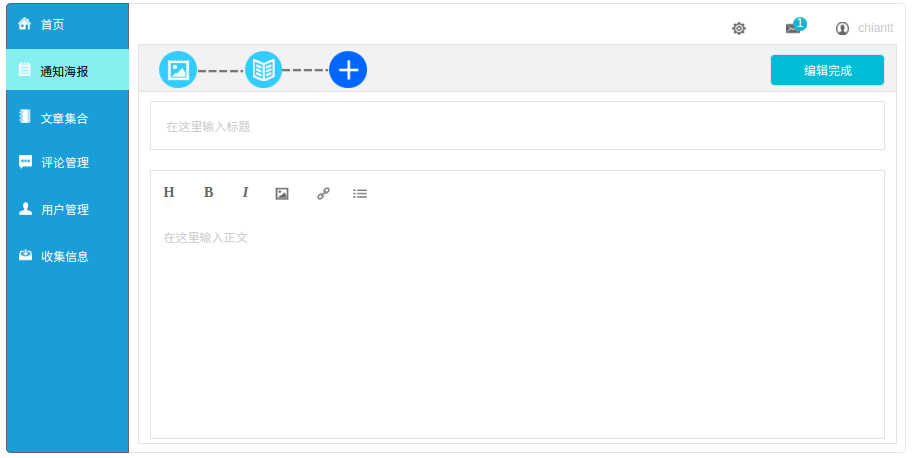 首页
通知海报
文章集合
评论管理
用户管理
收集信息
1
chiantt
编辑完成
在这里输入标题
H B I
在这里输入正文